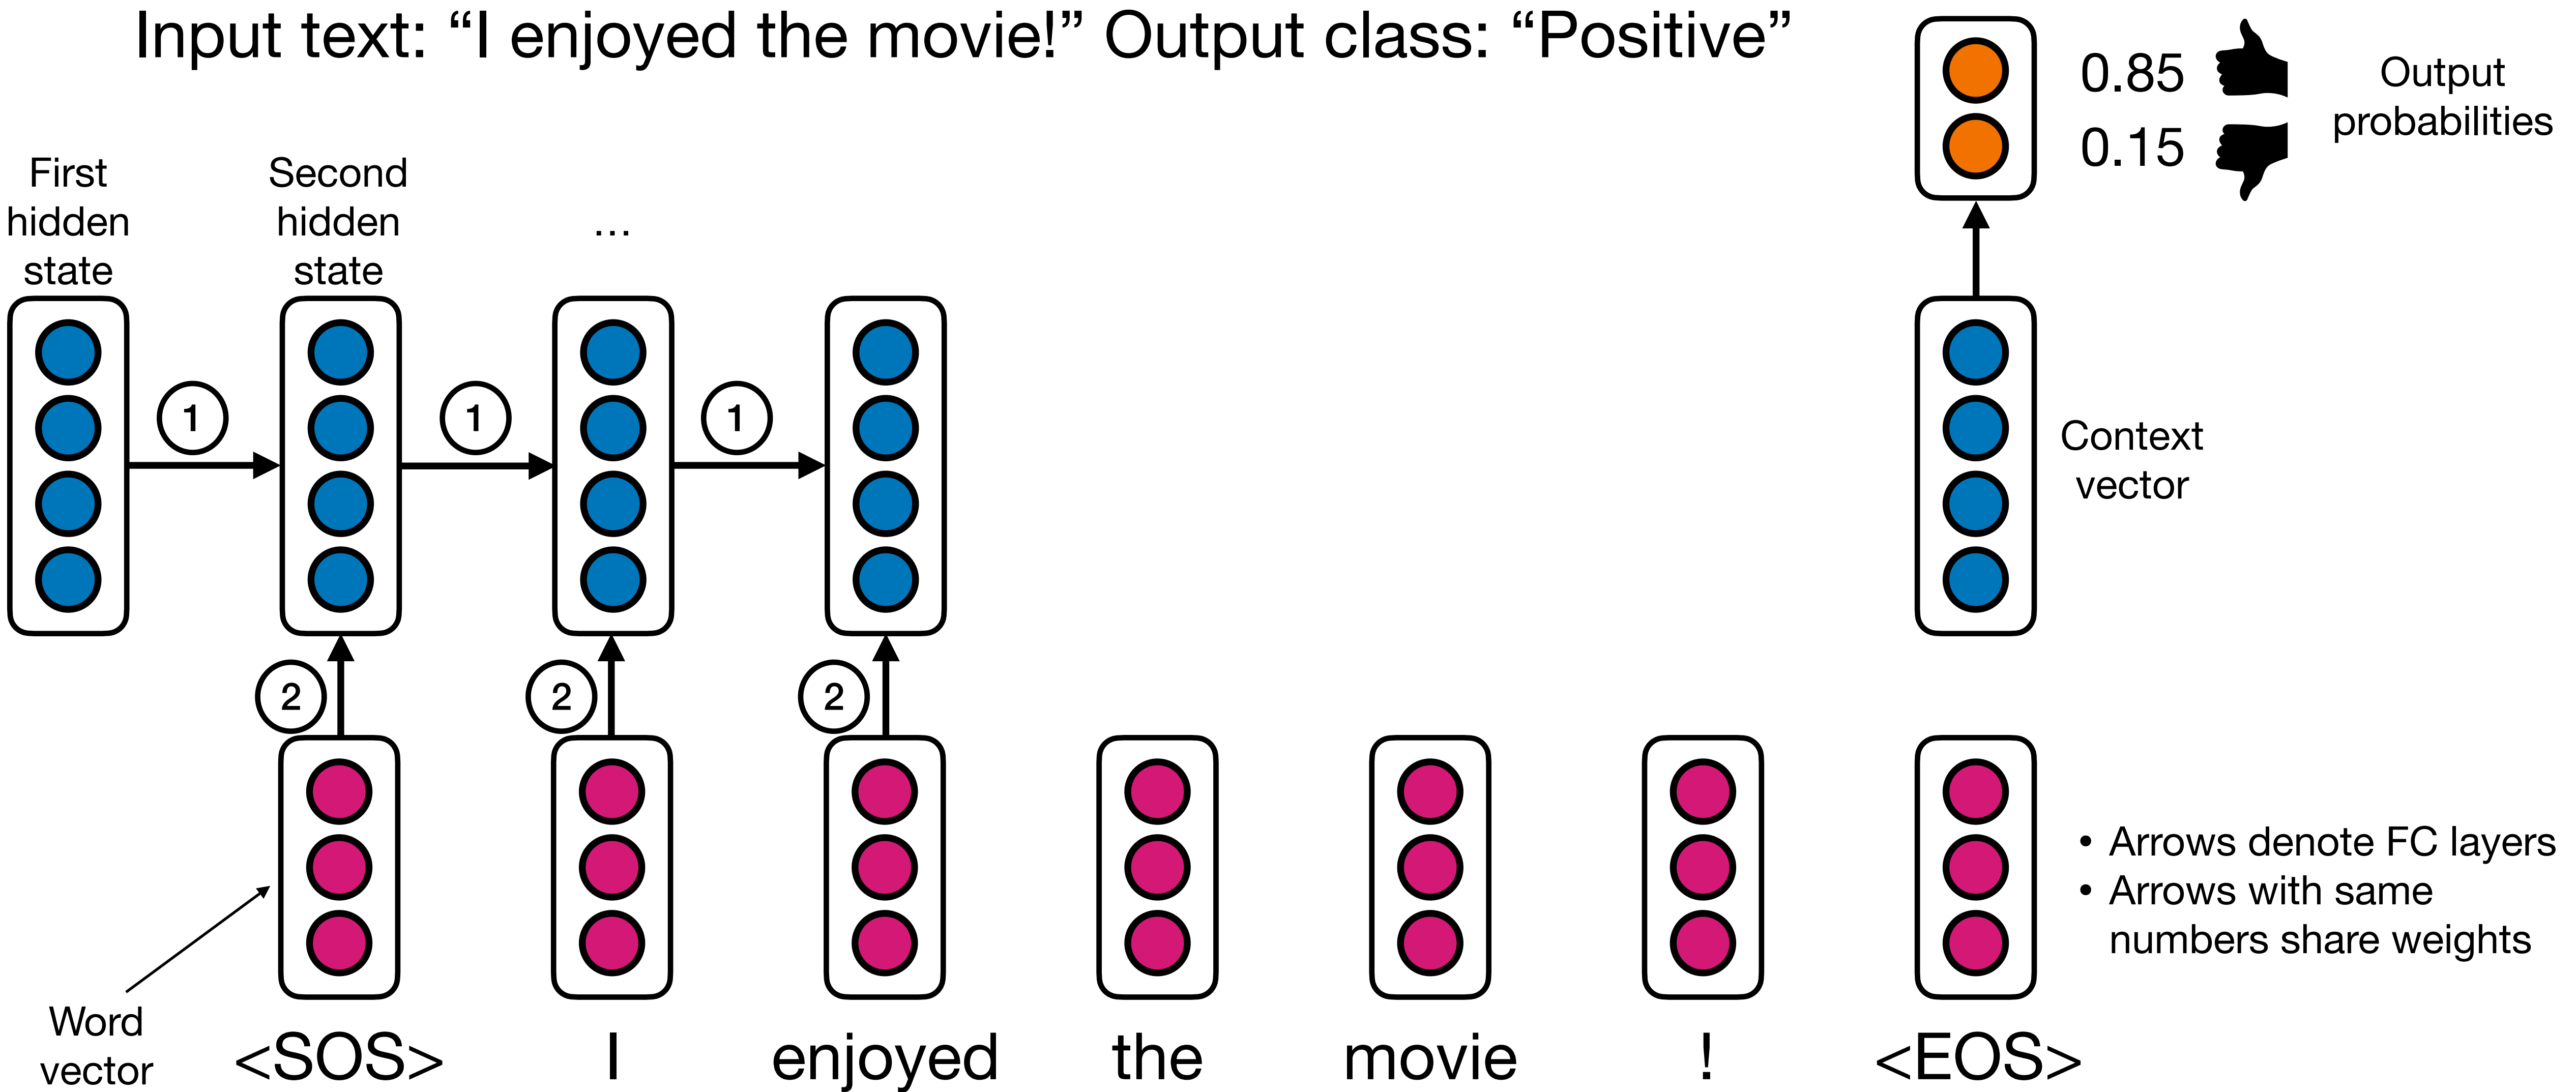 Input text: “I enjoyed the movie!” Output class: “Positive”
0.85
0.15
Output
probabilities
First
hidden
state
Second
hidden
state
...
1
1
1
Context
vector
2
2
2
• Arrows denote FC layers
• Arrows with same
numbers share weights
Word
vector
<SOS>
I
enjoyed
the
movie
!
<EOS>